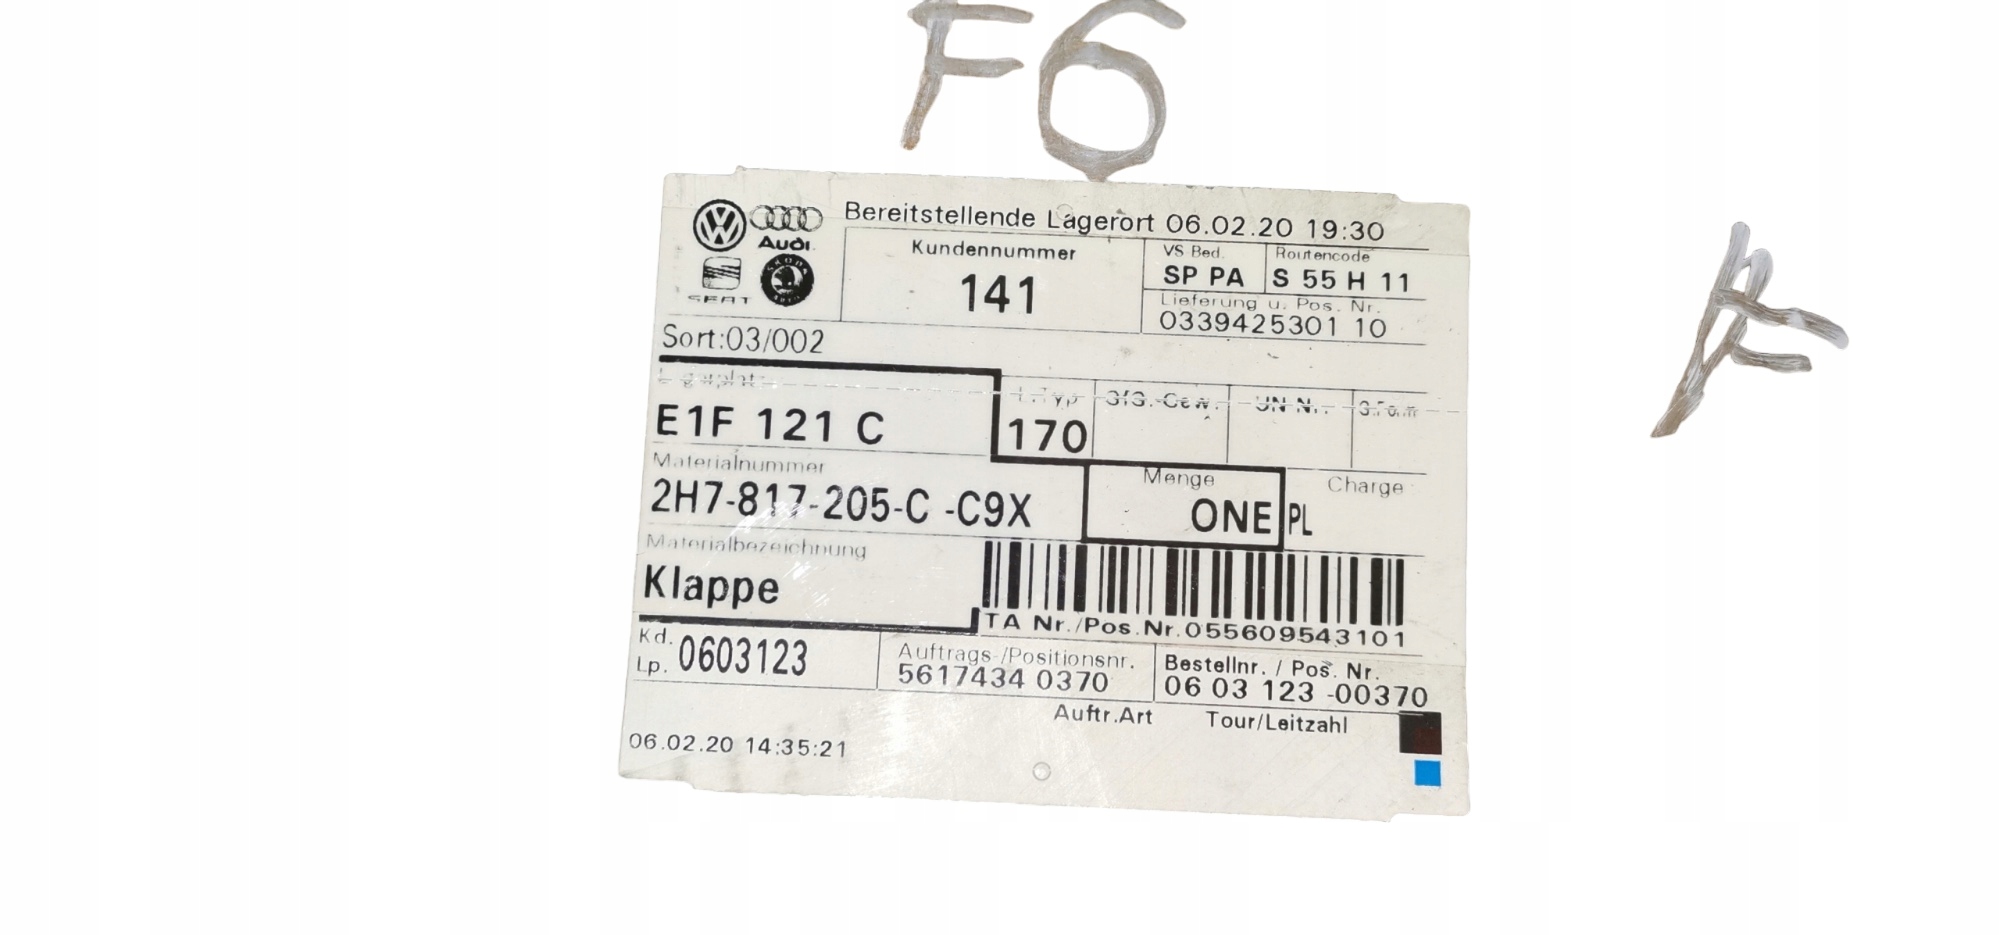 F6
Bereitstellende Lagerort 06.02.20 19:30
Audi
SEAT
SKODA
AUTO
Kundennummer
141
VS Bed.
SP PA
Routencode
S 55 H 11
Lieferung u. Pos. Nr.
0339425301 10
Sort:03/002
E1F 121 C
170
Materialnummer
2H7-817-205-C -C9X
Menge
ONE PL
Charge
Materialbezeichnung
Klappe
TA Nr./Pos.Nr.055609543101
Kd.
Lp. 0603123
Auftrags-/Positionsnr.
5617434 0370
Bestellnr. / Pos. Nr.
06 03 123 -00370
Auftr.Art
Tour/Leitzahl
06.02.20 14:35:21